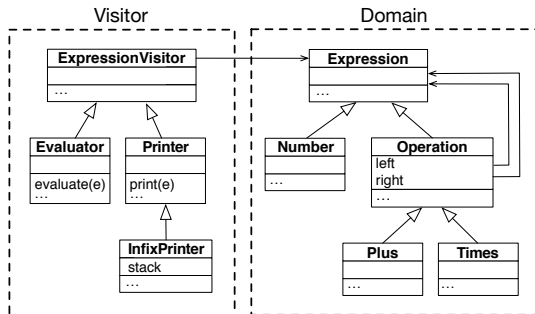 Visitor
Domain
ExpressionVisitor
...
Expression
...
Evaluator
evaluate(e)
...
Printer
print(e)
...
Number
...
Operation
left
right
...
InfixPrinter
stack
...
Plus
...
Times
...